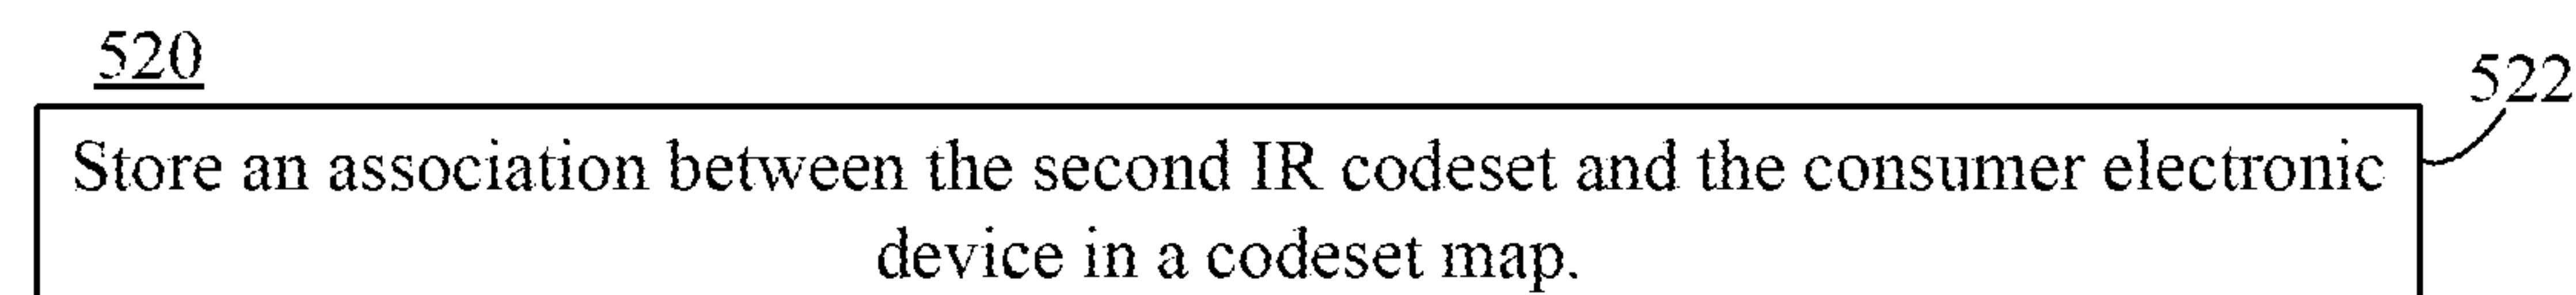 520
522
Store an association between the second IR codeset and the consumer electronic
device in a codeset map.